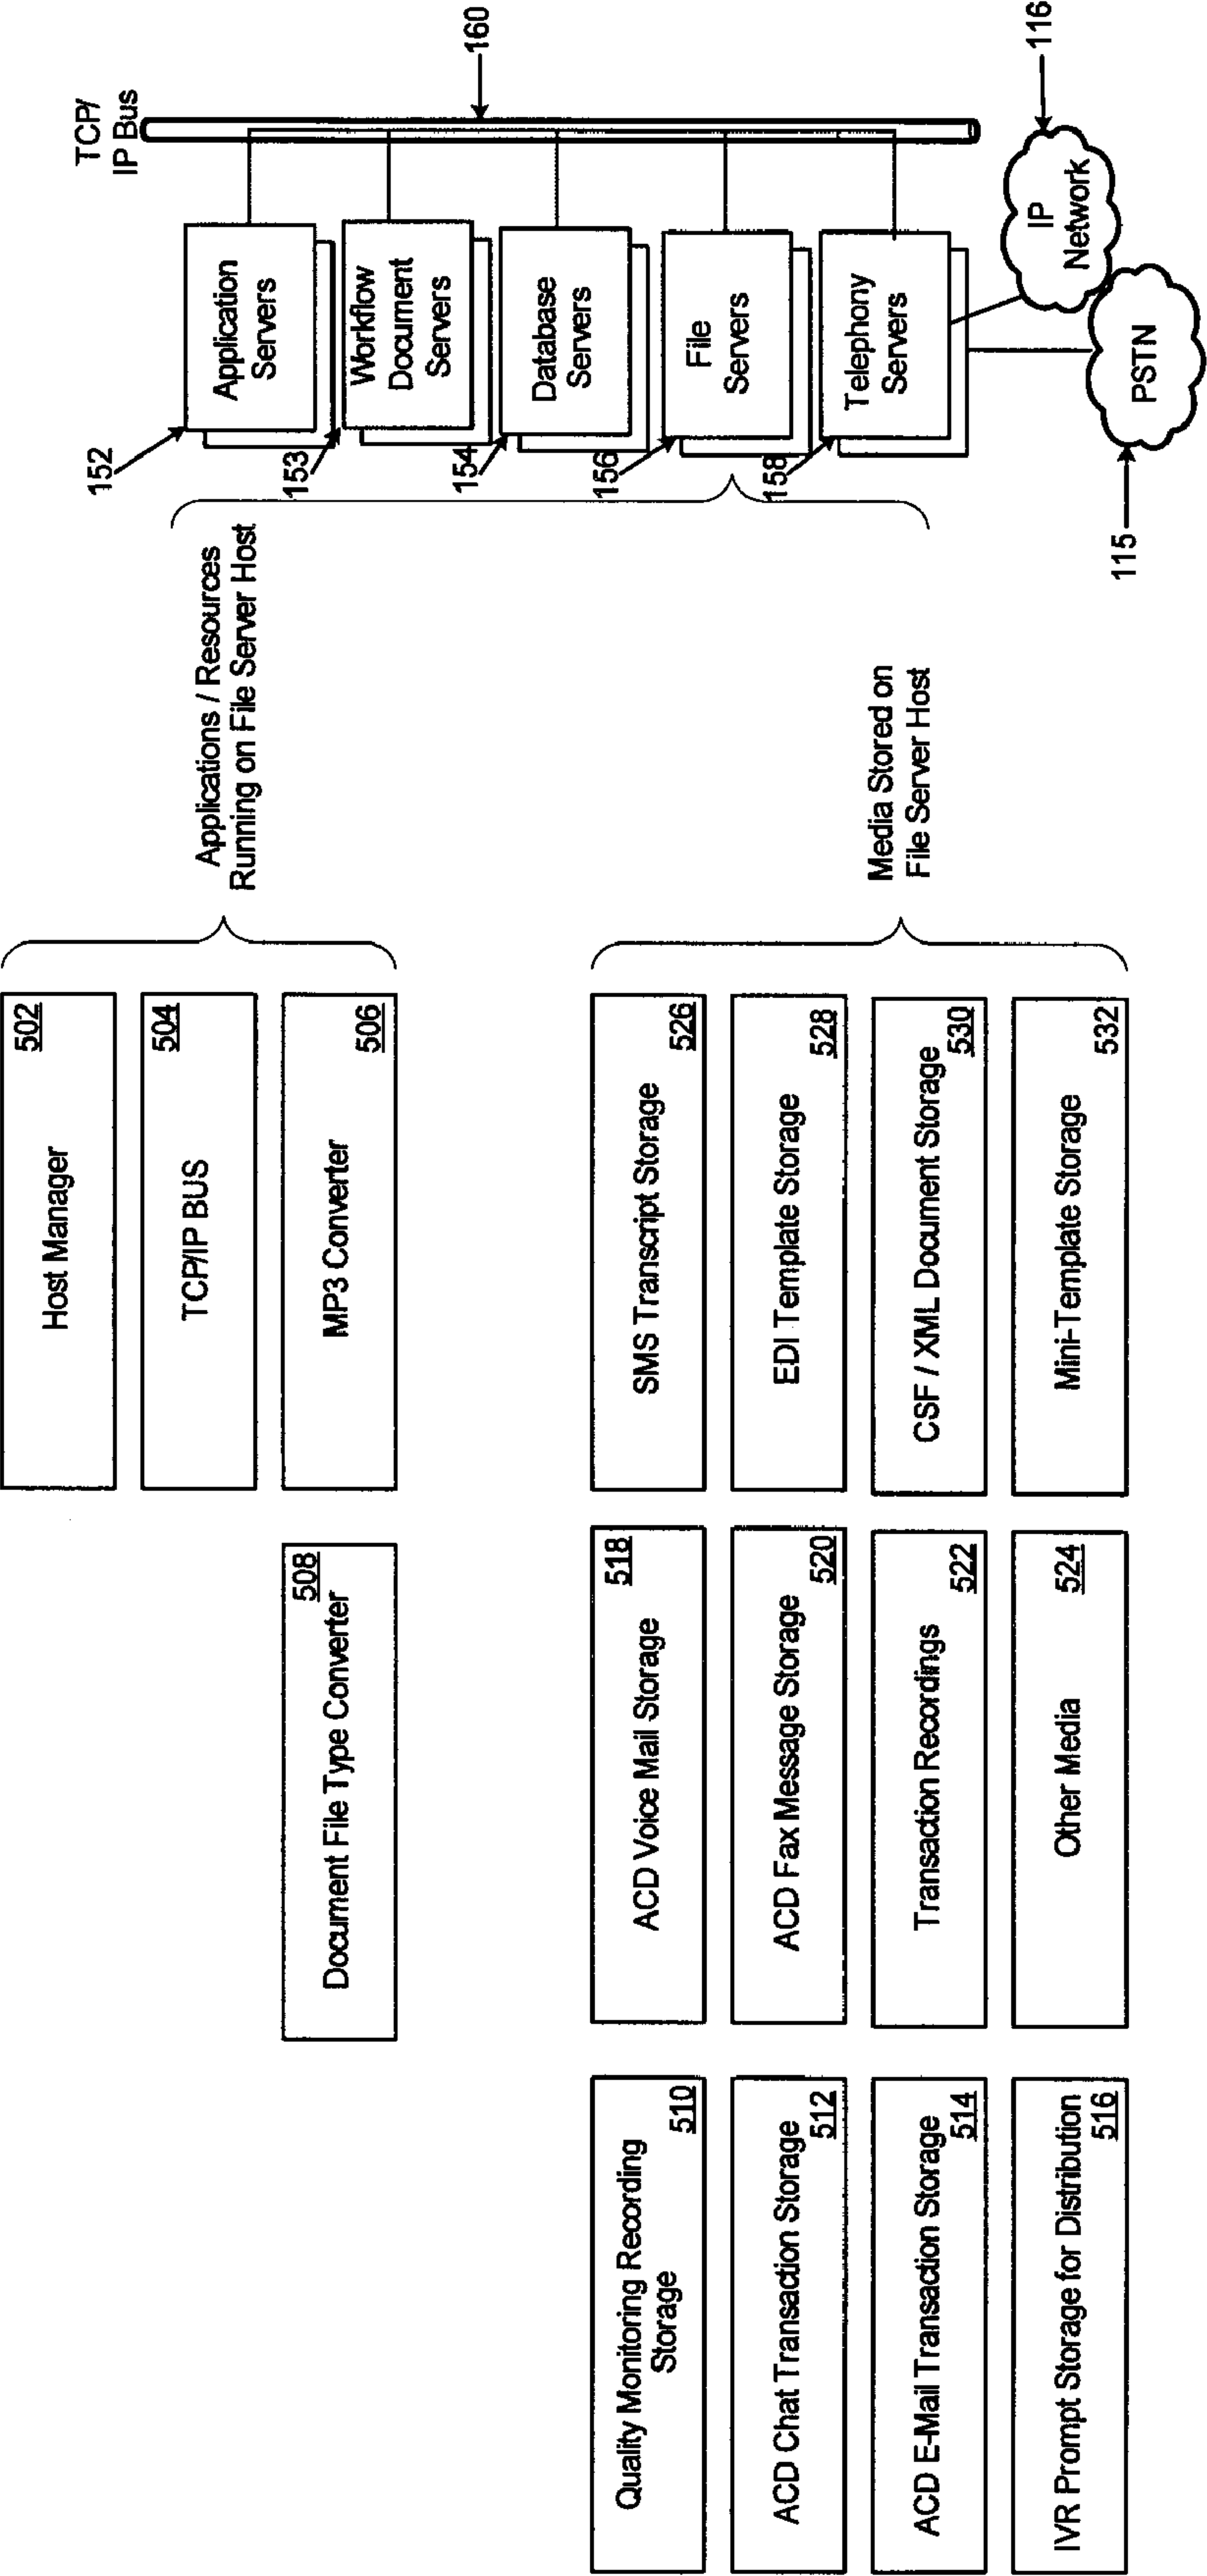 Quality Monitoring Recording
Storage
510
ACD Chat Transaction Storage
512
ACD E-Mail Transaction Storage
514
IVR Prompt Storage for Distribution
516
Document File Type Converter
508
ACD Voice Mail Storage
518
ACD Fax Message Storage
520
Transaction Recordings
522
Other Media
524
Host Manager
502
TCP/IP BUS
504
MP3 Converter
506
SMS Transcript Storage
526
EDI Template Storage
528
CSF / XML Document Storage
530
Mini-Template Storage
532
Applications / Resources
Running on File Server Host
Media Stored on
File Server Host
152
153
154
156
158
115
Application
Servers
Workflow
Document
Servers
Database
Servers
File
Servers
Telephony
Servers
PSTN
IP
Network
TCP/
IP Bus
160
116